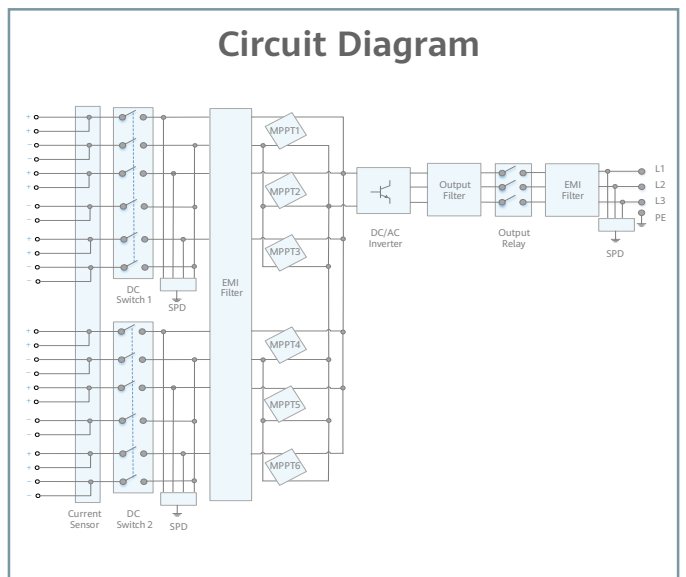 Circuit Diagram
MPPT1
MPPT2
MPPT3
MPPT4
MPPT5
MPPT6
EMI
Filter
DC
Switch 1
SPD
Current
Sensor
DC
Switch 2
SPD
DC/AC
Inverter
Output
Filter
Output
Relay
EMI
Filter
SPD
L1
L2
L3
PE